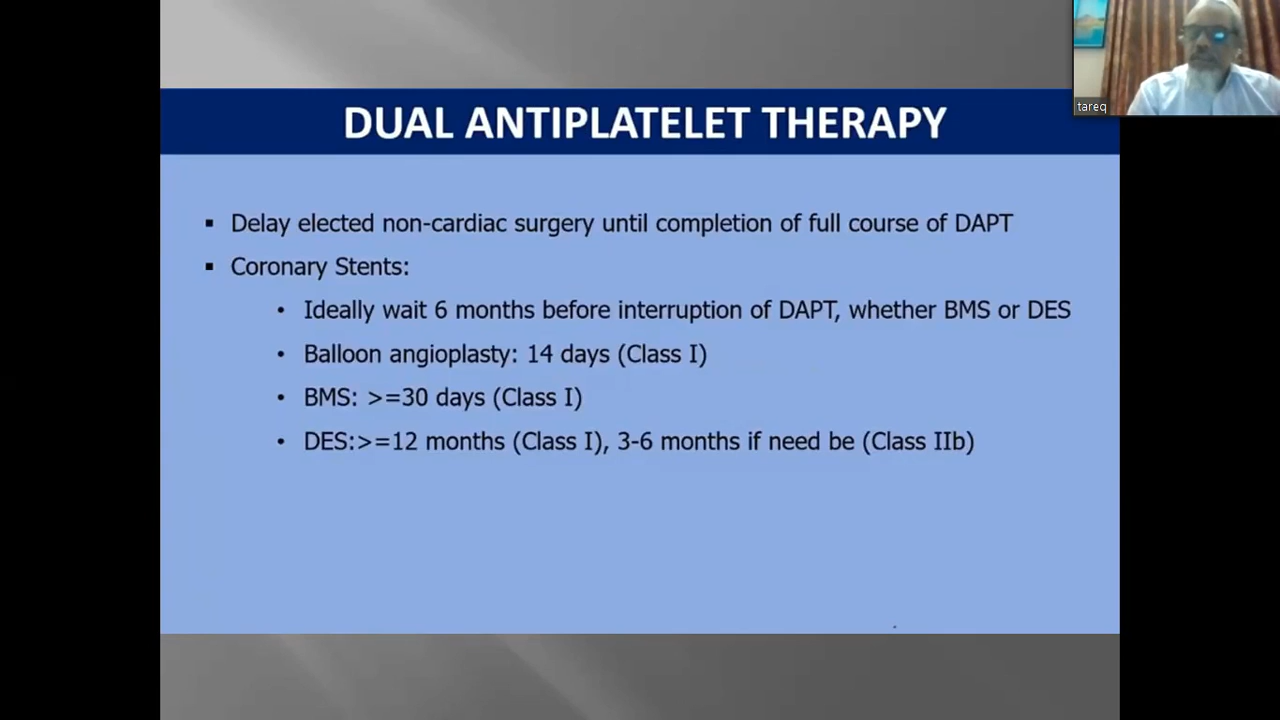 tareq
DUAL ANTIPLATELET THERAPY
▪ Delay elected non-cardiac surgery until completion of full course of DAPT
▪ Coronary Stents:
• Ideally wait 6 months before interruption of DAPT, whether BMS or DES
• Balloon angioplasty: 14 days (Class I)
• BMS: >=30 days (Class I)
• DES:>=12 months (Class I), 3-6 months if need be (Class IIb)